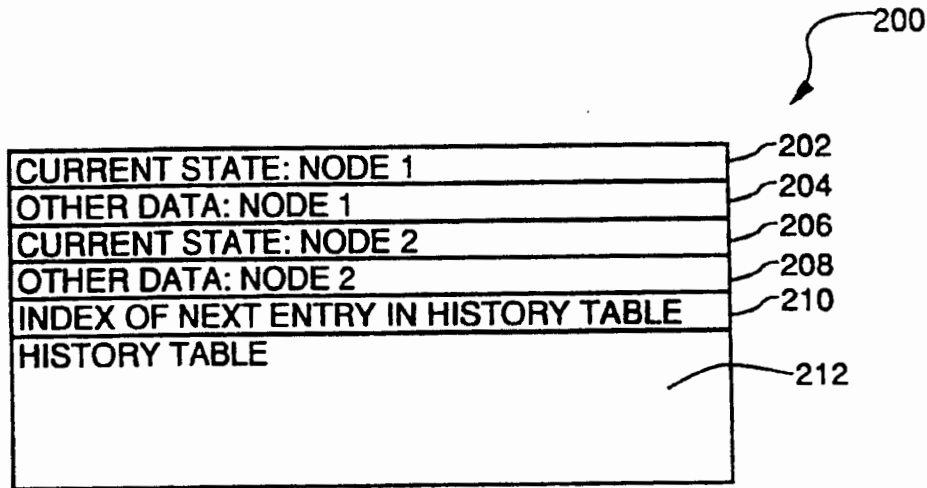 200
CURRENT STATE: NODE 1 202
OTHER DATA: NODE 1 204
CURRENT STATE: NODE 2 206
OTHER DATA: NODE 2 208
INDEX OF NEXT ENTRY IN HISTORY TABLE 210
HISTORY TABLE
212